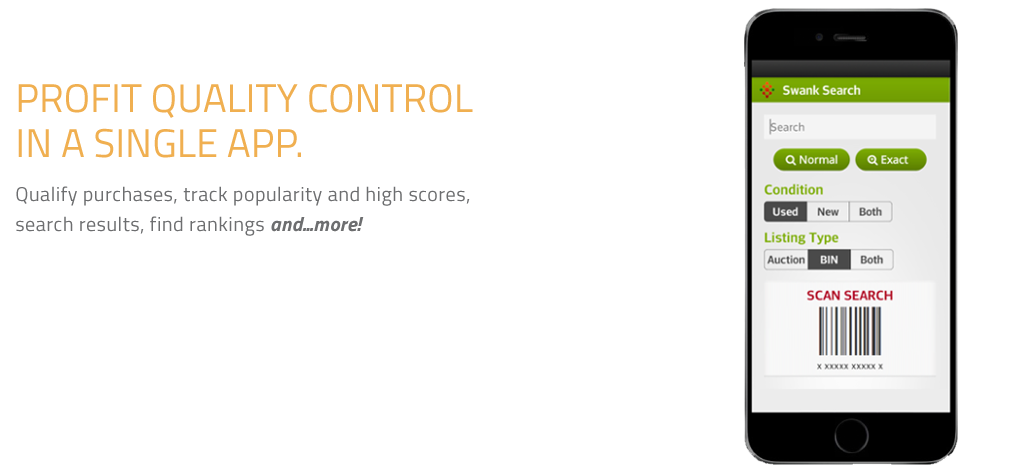 PROFIT QUALITY CONTROL
IN A SINGLE APP.
Qualify purchases, track popularity and high scores,
search results, find rankings and...more!
Swank Search
Search
Normal Exact
Condition
Used New Both
Listing Type
Auction BIN Both
SCAN SEARCH
x xxxxx xxxxx x